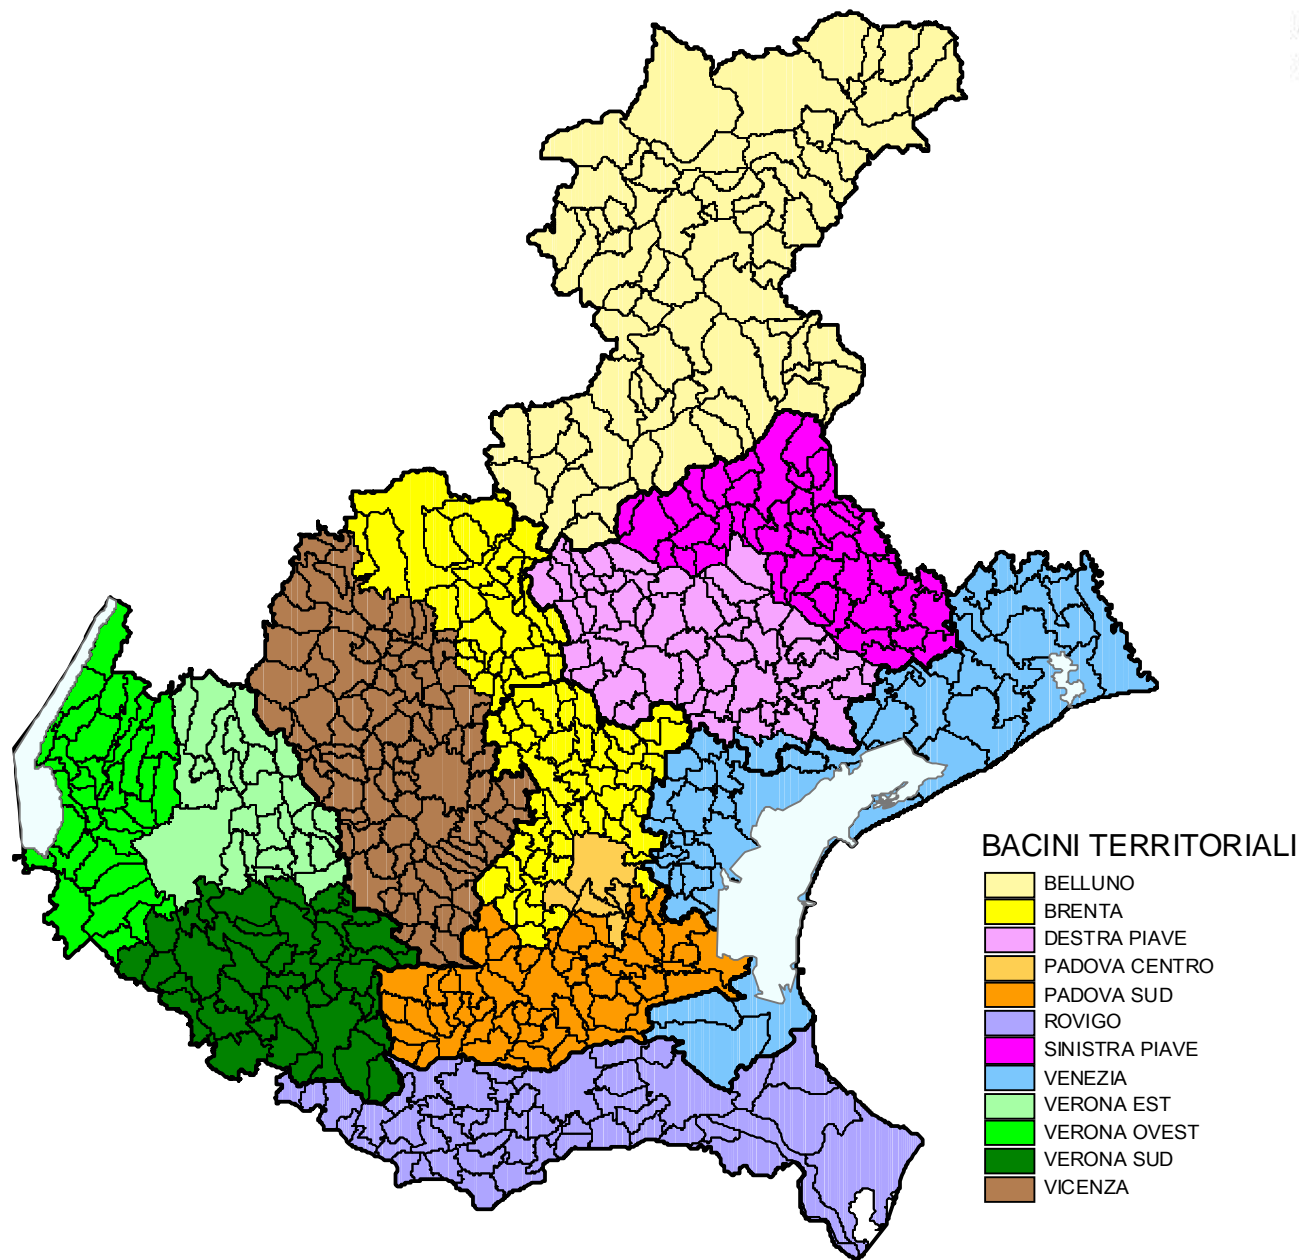 BACINI TERRITORIALI
BELLUNO
BRENTA
DESTRA PIAVE
PADOVA CENTRO
PADOVA SUD
ROVIGO
SINISTRA PIAVE
VENEZIA
VERONA EST
VERONA OVEST
VERONA SUD
VICENZA